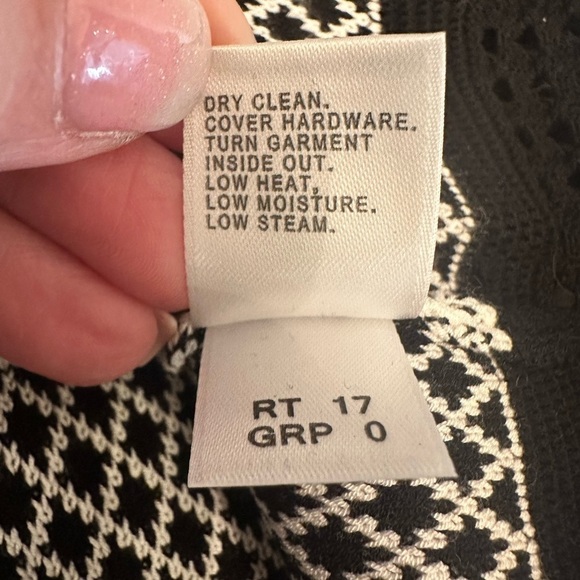 DRY CLEAN.
COVER HARDWARE.
TURN GARMENT
INSIDE OUT.
LOW HEAT,
LOW MOISTURE.
LOW STEAM.
RT 17
GRP 0